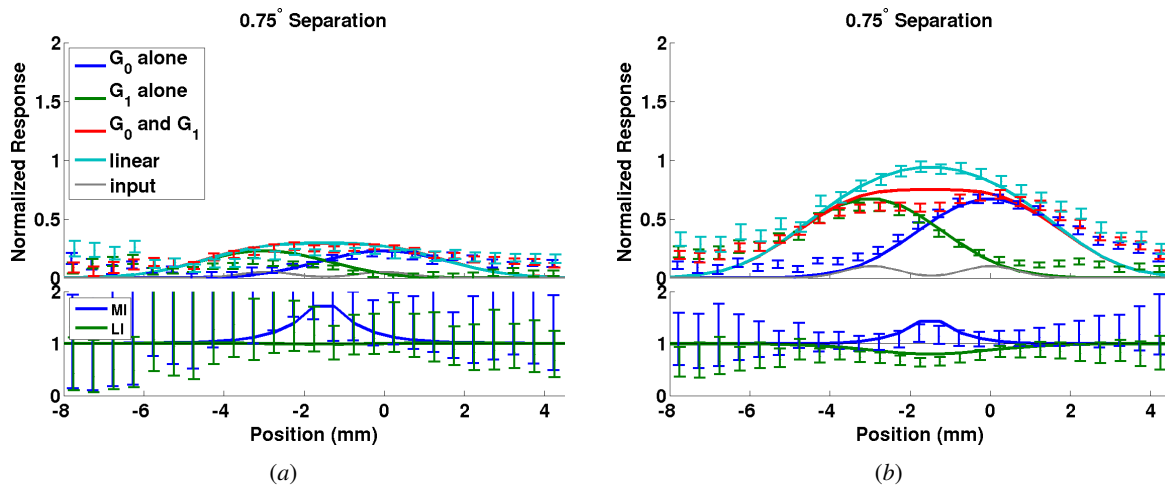 0.75° Separation
2
1.5
1
0.5
0
Normalized Response
G0 alone
G1 alone
G0 and G1
linear
input
2
1
0
MI
LI
-8 -6 -4 -2 0 2 4
Position (mm)
(a)
0.75° Separation
2
1.5
1
0.5
0
Normalized Response
2
1
0
-8 -6 -4 -2 0 2 4
Position (mm)
(b)